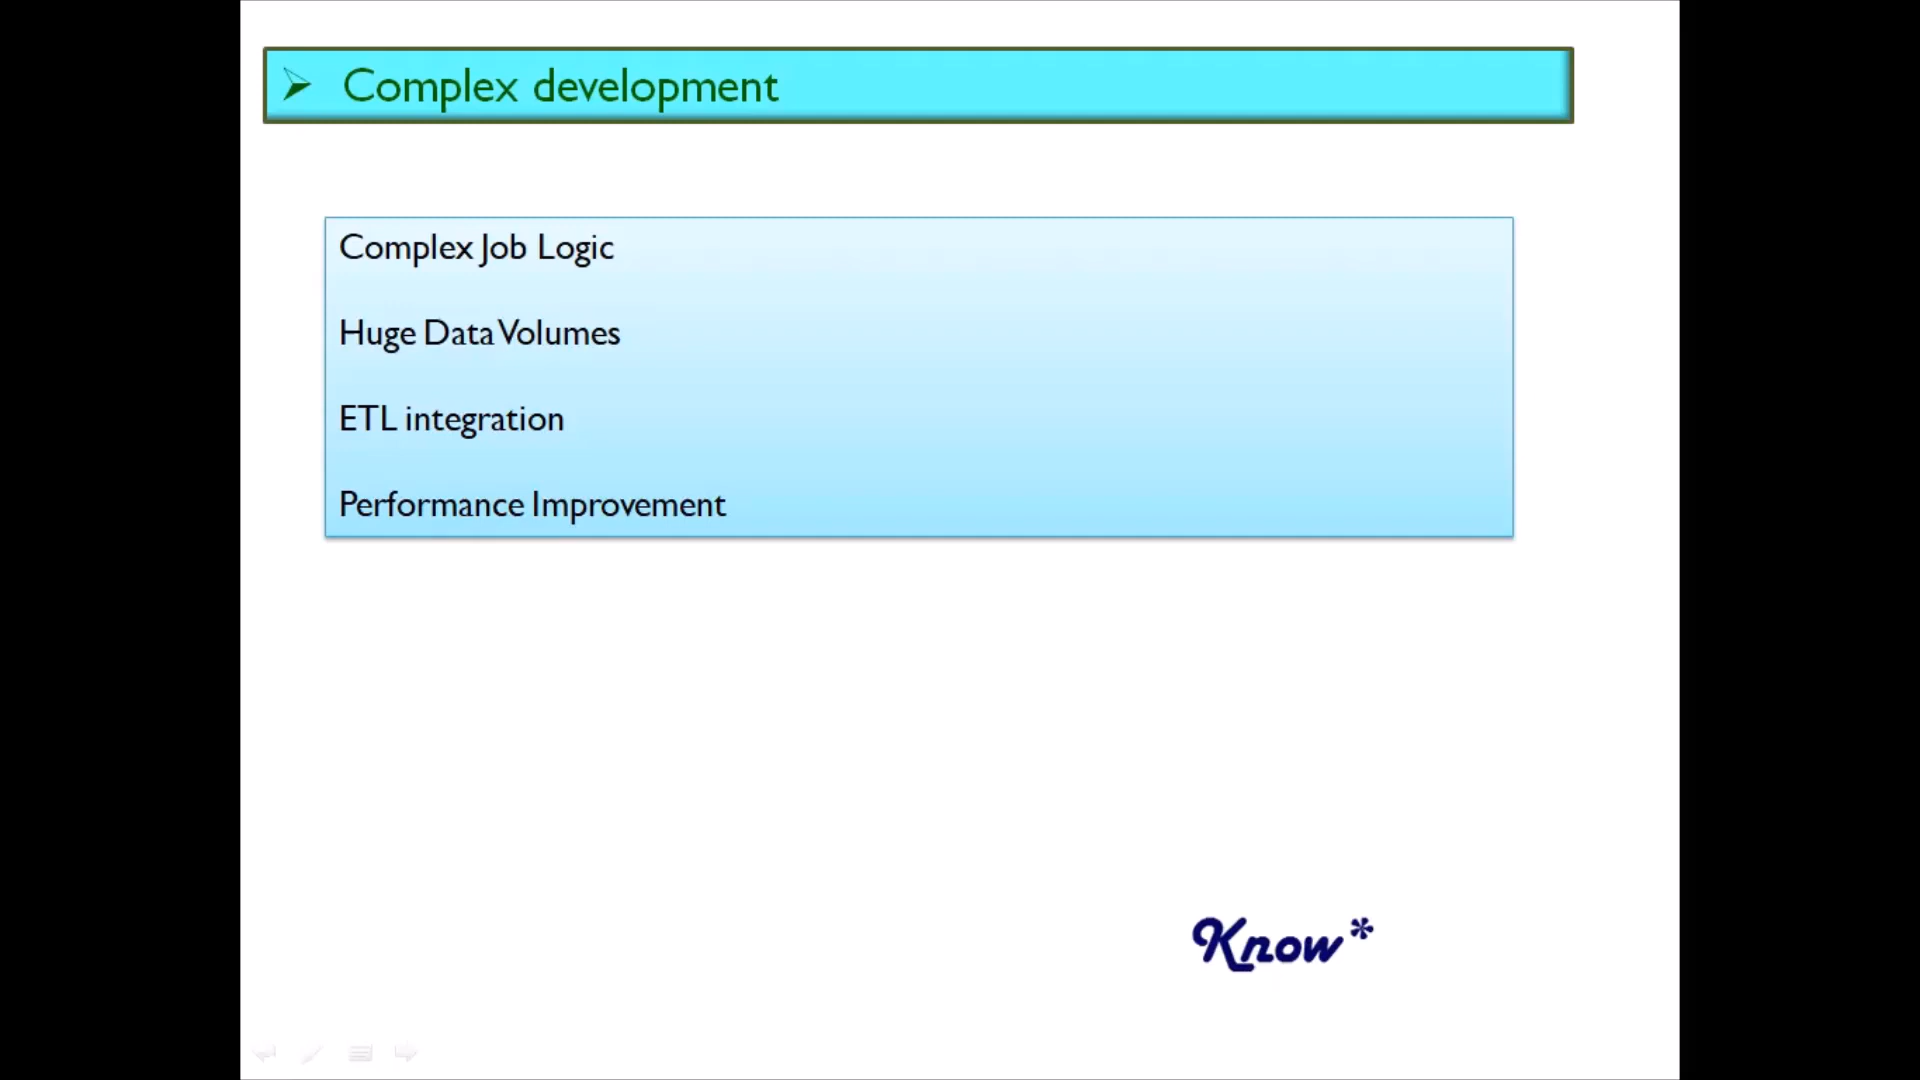 Complex development
Complex Job Logic
Huge Data Volumes
ETL integration
Performance Improvement
Know*